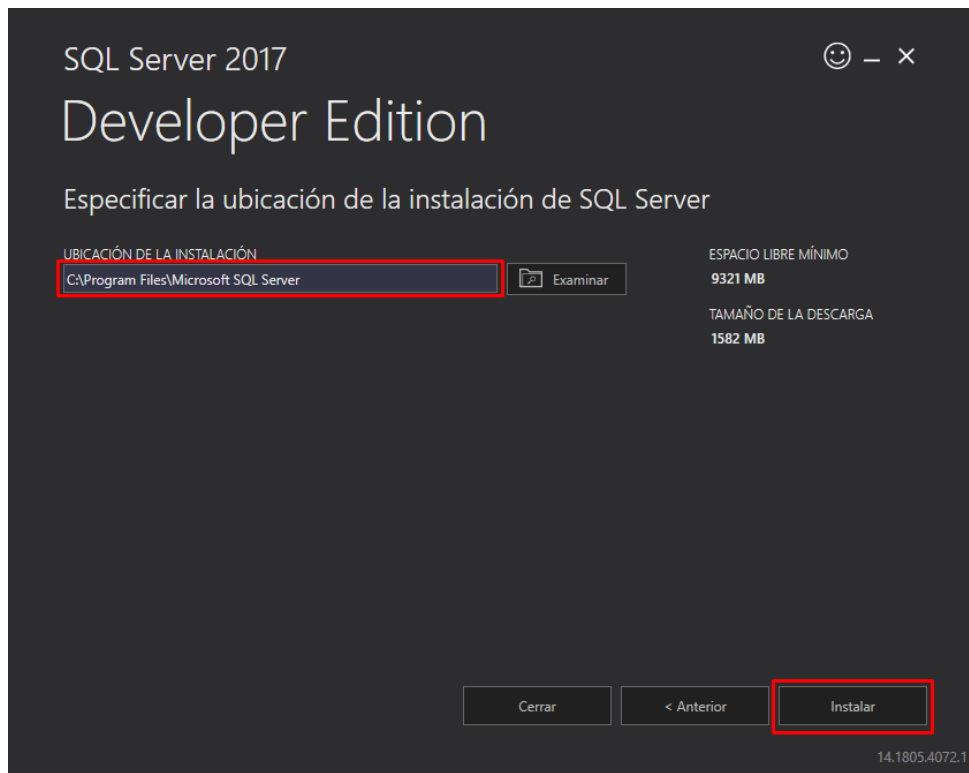 SQL Server 2017
Developer Edition
Especificar la ubicación de la instalación de SQL Server
UBICACIÓN DE LA INSTALACIÓN
C:\Program Files\Microsoft SQL Server
Examinar
ESPACIO LIBRE MÍNIMO
9321 MB
TAMAÑO DE LA DESCARGA
1582 MB
Cerrar
< Anterior
Instalar
14.1805.4072.1